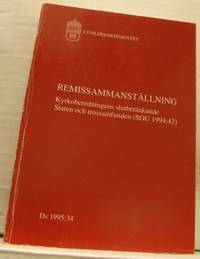 CIVILDEPARTEMENTET
REMISSAMMANSTÄLLNING
Kyrkoberedningens slutbetänkande
Staten och trossamfunden (SOU 1994:42)
Ds 1995:34